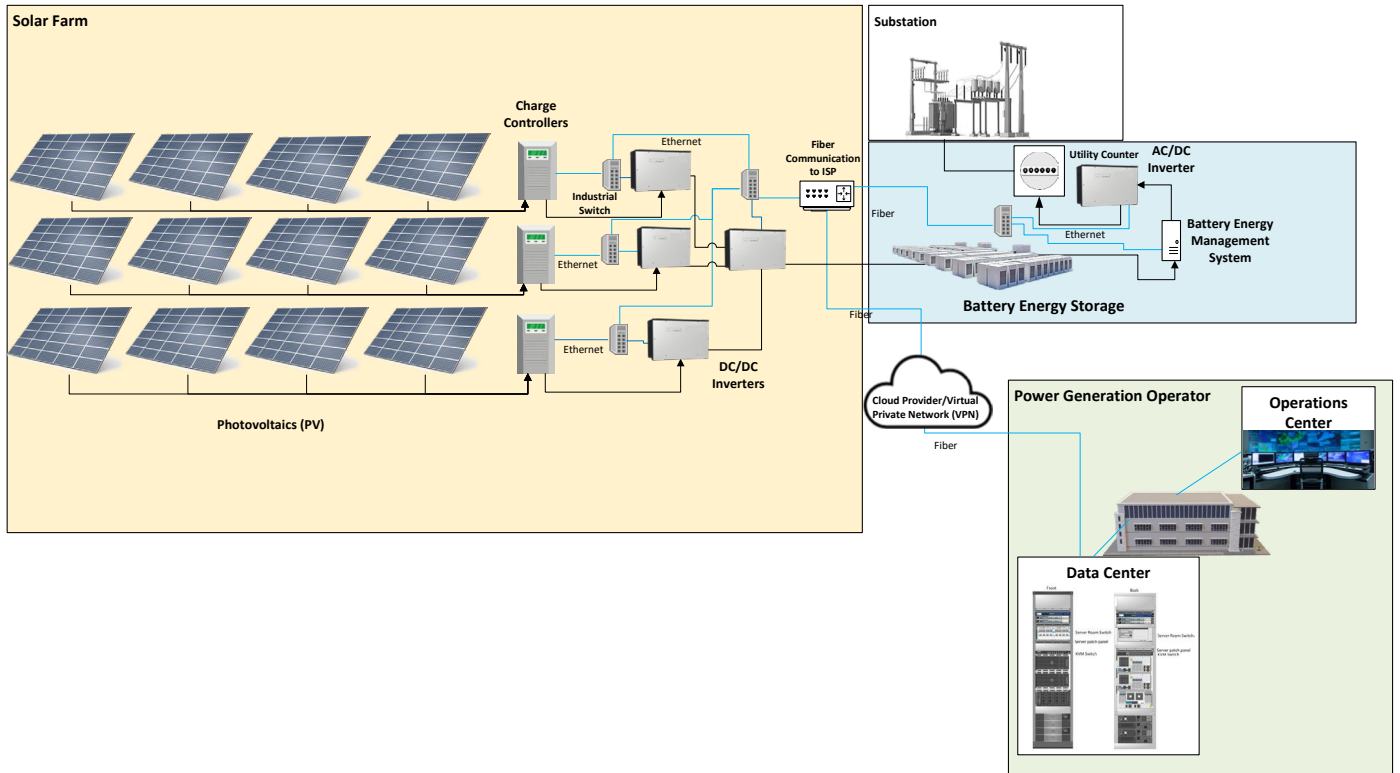 Solar Farm
Substation
Charge
Controllers
Ethernet
Fiber
Communication
to ISP
Utility Counter
AC/DC
Inverter
Industrial
Switch
Fiber
Ethernet
Battery Energy
Management
System
Ethernet
Battery Energy Storage
Fiber
Ethernet
DC/DC
Inverters
Cloud Provider/Virtual
Private Network (VPN)
Power Generation Operator
Operations
Center
Photovoltaics (PV)
Fiber
Data Center
Front
Back
Server Room Switch
Server patch panel
KVM Switch
Server Room Switch
Server patch panel
KVM Switch